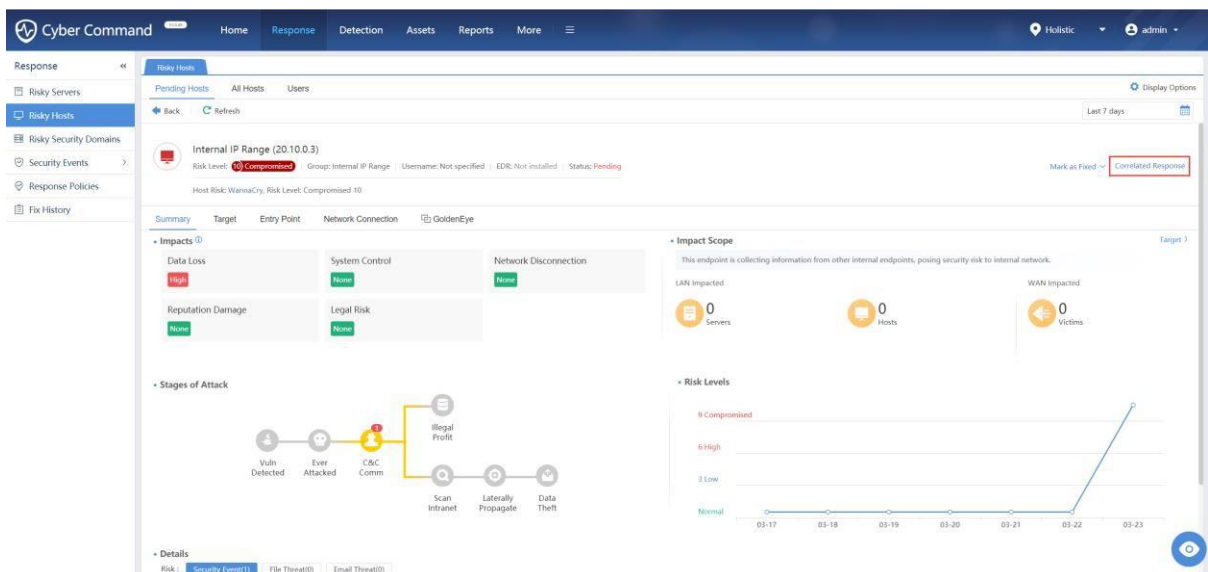 Cyber Command
Home Response Detection Assets Reports More
Holistic admin
Response «
Risky Servers
Risky Hosts
Risky Security Domains
Security Events
Response Policies
Fix History
Risky Hosts
Pending Hosts All Hosts Users
Display Options
Back Refresh
Last 7 days
Internal IP Range (20.10.0.3)
Risk Level: 10 Compromised Group: Internal IP Range Username: Not specified EDR: Not installed Status: Pending
Mark as Fixed Correlated Response
Host Risk: WannaCry, Risk Level: Compromised 10
Summary Target Entry Point Network Connection GoldenEye
Impacts
Data Loss System Control Network Disconnection
High None None
Reputation Damage Legal Risk
None None
Impact Scope
Target
This endpoint is collecting information from other internal endpoints, posing security risk to internal network.
LAN Impacted WAN Impacted
0 0 0
Servers Hosts Victims
Stages of Attack
1
Illegal
Profit
Vuln
Detected
Ever
Attacked
C&C
Comm
Scan
Intranet
Laterally
Propagate
Data
Theft
Risk Levels
9 Compromised
6 High
3 Low
Normal
03-17 03-18 03-19 03-20 03-21 03-22 03-23
Details
Risk : Security Event(1) File Threat(0) Email Threat(0)